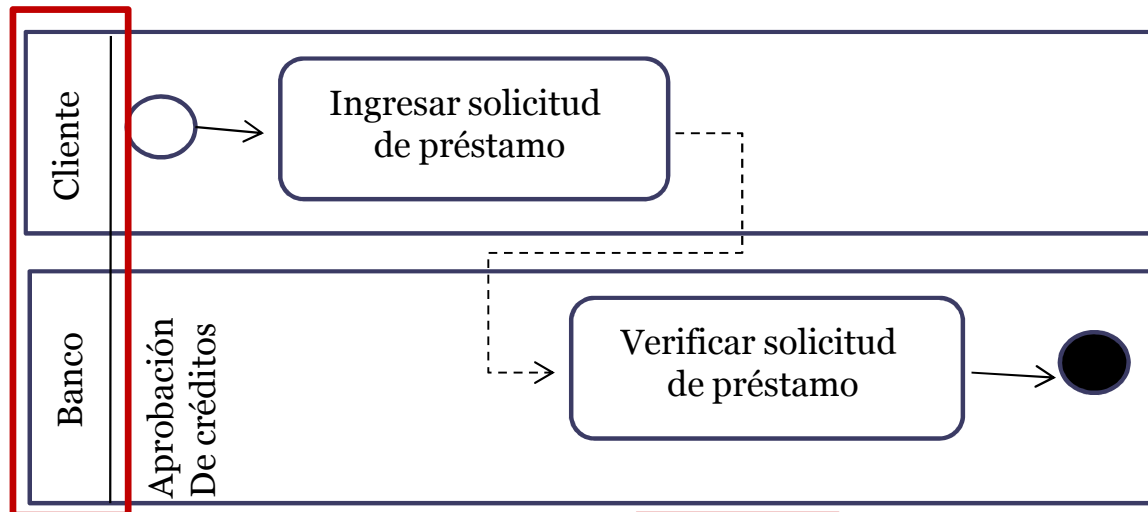 Cliente
Ingresar solicitud
de préstamo
Banco
Aprobación
De créditos
Verificar solicitud
de préstamo